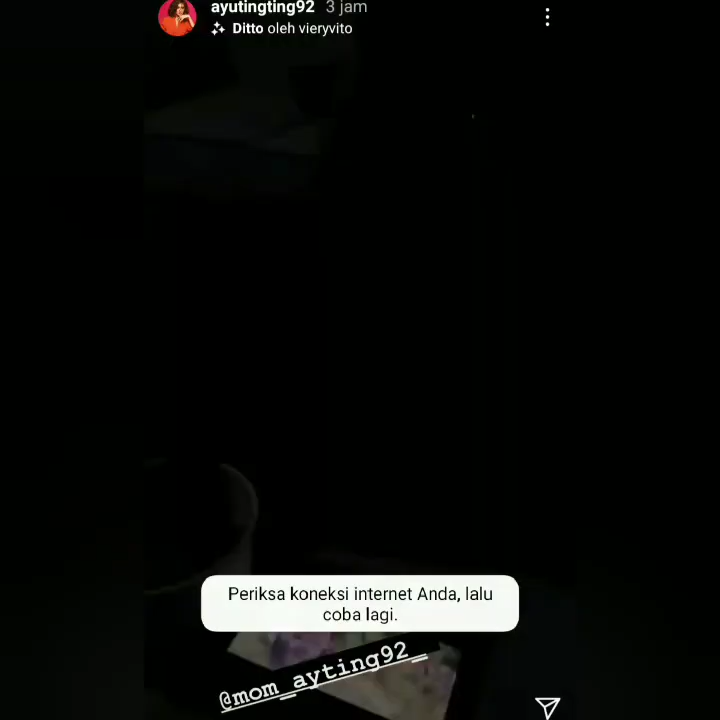 ayutingting92 3 jam
Ditto oleh vieryvito
Periksa koneksi internet Anda, lalu
coba lagi.
@mom_ayting92_